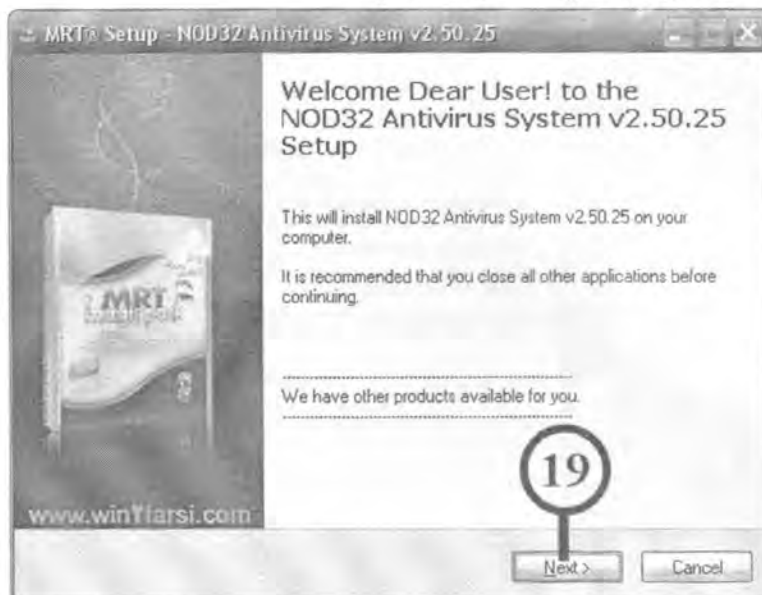 MRT® Setup - NOD32 Antivirus System v2.50.25
Welcome Dear User! to the
NOD32 Antivirus System v2.50.25
Setup
This will install NOD32 Antivirus System v2.50.25 on your
computer.
It is recommended that you close all other applications before
continuing.
MRT
We have other products available for you.
19
www.win2farsi.com
Next >
Cancel